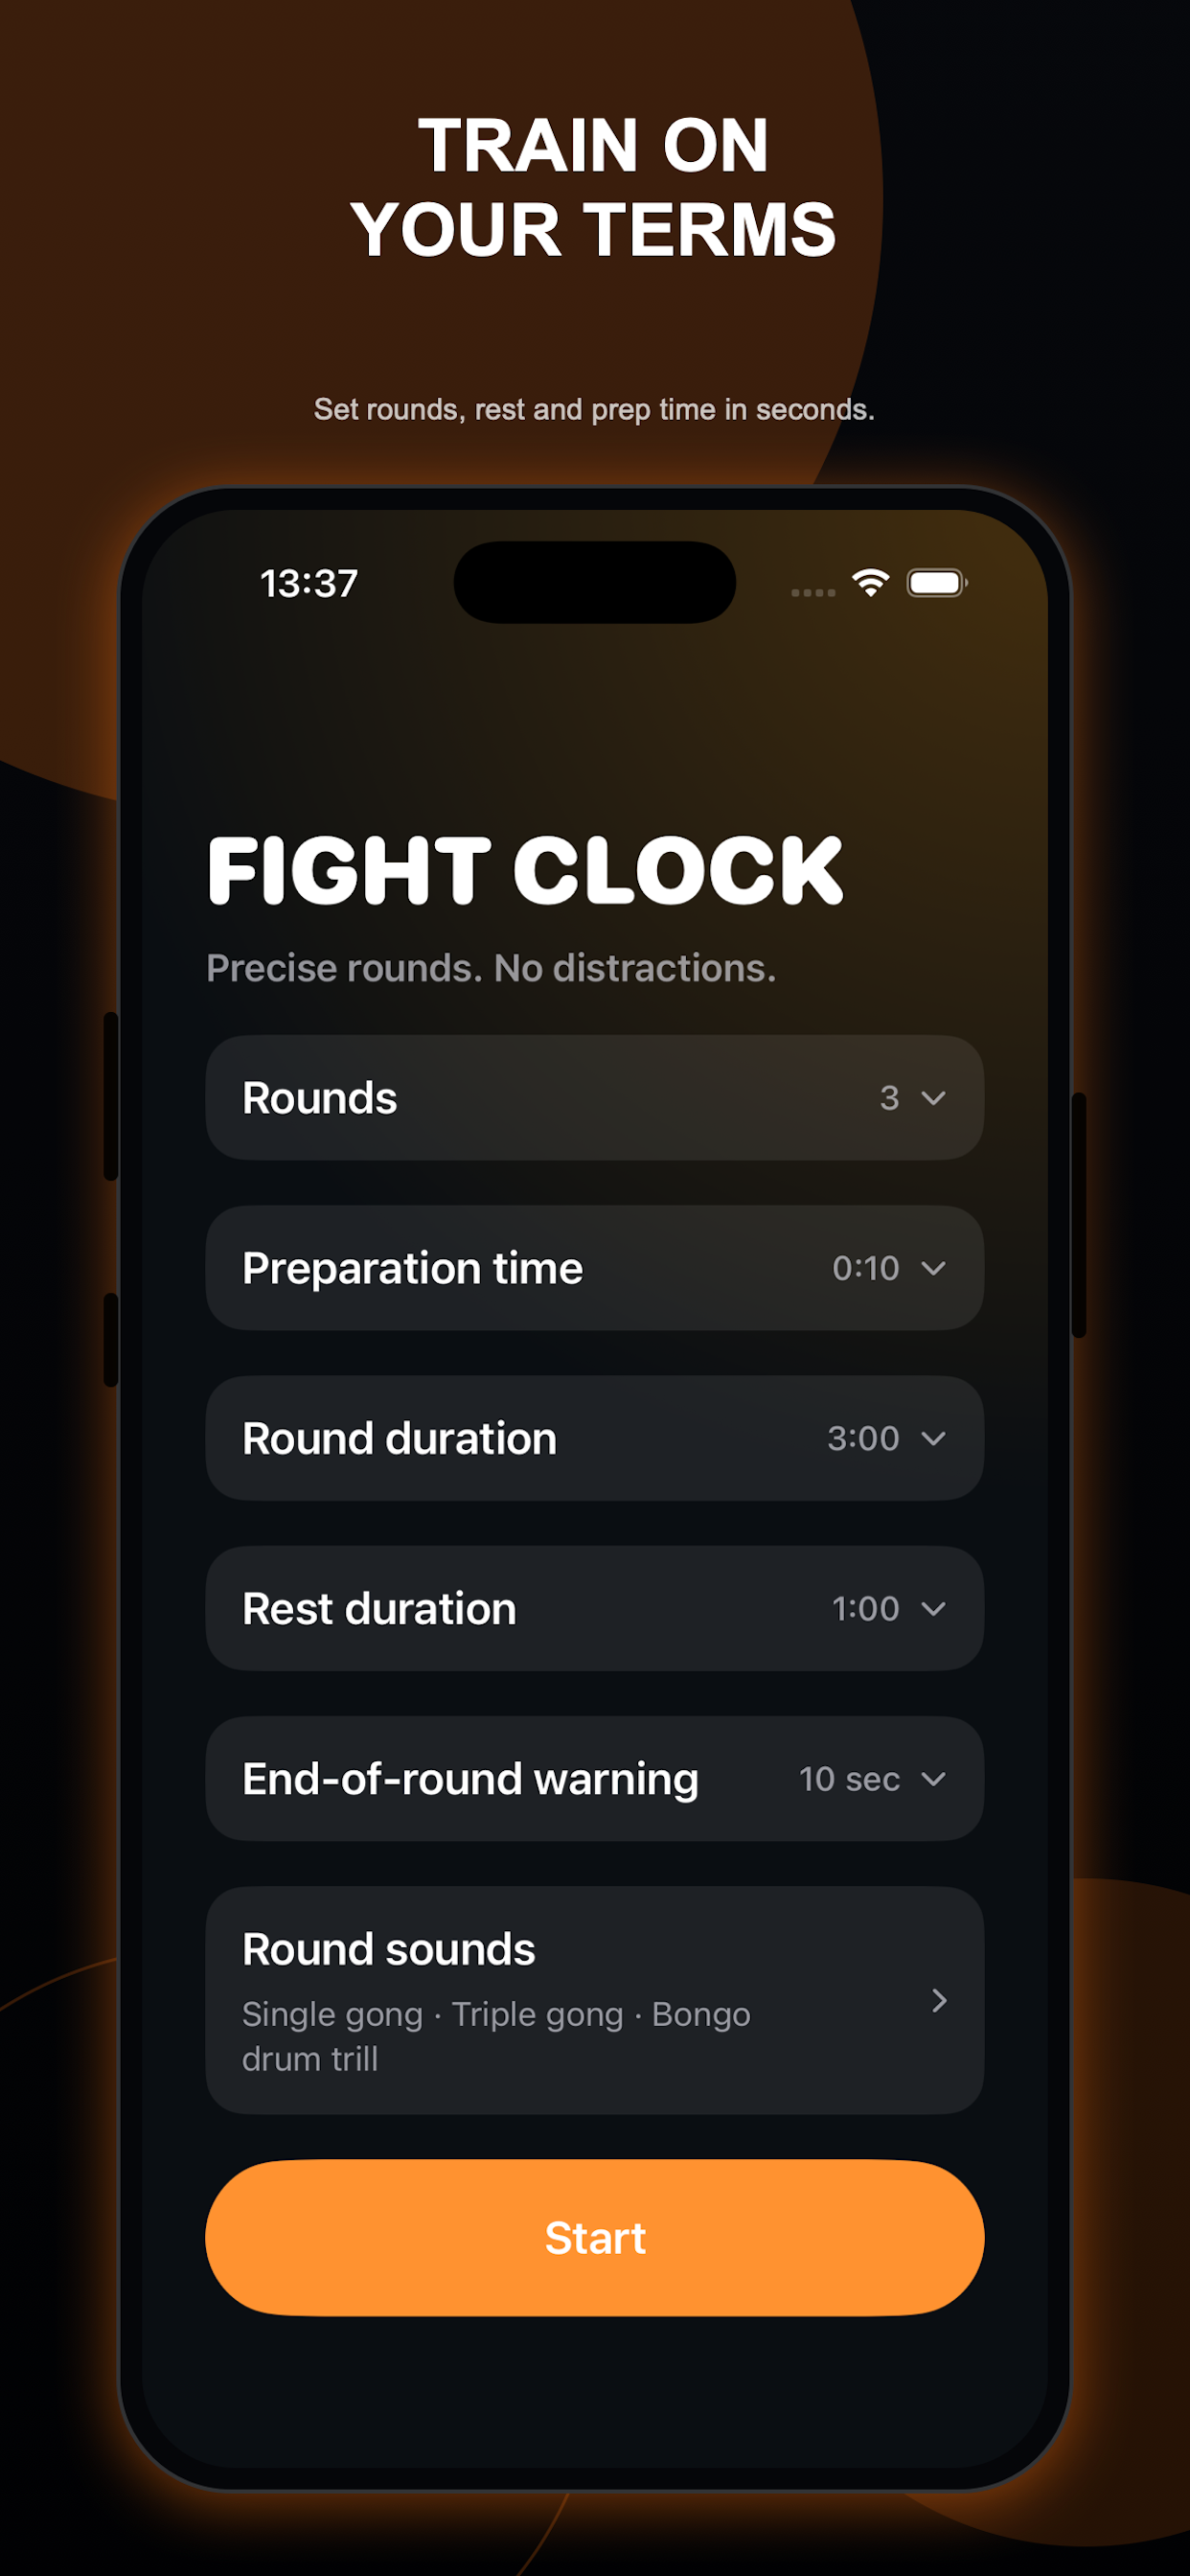 TRAIN ON
YOUR TERMS
Set rounds, rest and prep time in seconds.
13:37
FIGHT CLOCK
Precise rounds. No distractions.
Rounds 3
Preparation time 0:10
Round duration 3:00
Rest duration 1:00
End-of-round warning 10 sec
Round sounds
Single gong · Triple gong · Bongo
drum trill
Start